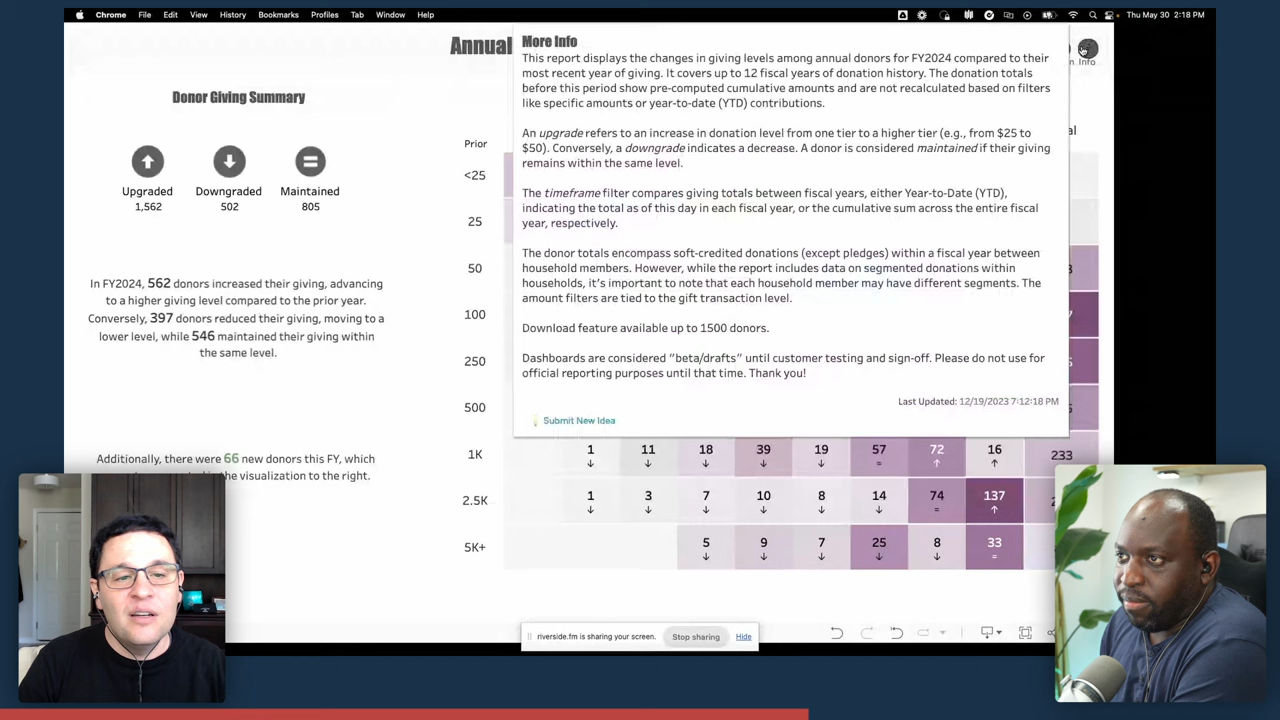 Chrome File Edit View History Bookmarks Profiles Tab Window Help
Thu May 30 2:18 PM
Annual
Info
Donor Giving Summary
Upgraded
1,562
Downgraded
502
Maintained
805
In FY2024, 562 donors increased their giving, advancing
to a higher giving level compared to the prior year.
Conversely, 397 donors reduced their giving, moving to a
lower level, while 546 maintained their giving within
the same level.
Additionally, there were 66 new donors this FY, which
the visualization to the right.
More Info
This report displays the changes in giving levels among annual donors for FY2024 compared to their
most recent year of giving. It covers up to 12 fiscal years of donation history. The donation totals
before this period show pre-computed cumulative amounts and are not recalculated based on filters
like specific amounts or year-to-date (YTD) contributions.
An upgrade refers to an increase in donation level from one tier to a higher tier (e.g., from $25 to
$50). Conversely, a downgrade indicates a decrease. A donor is considered maintained if their giving
remains within the same level.
The timeframe filter compares giving totals between fiscal years, either Year-to-Date (YTD),
indicating the total as of this day in each fiscal year, or the cumulative sum across the entire fiscal
year, respectively.
The donor totals encompass soft-credited donations (except pledges) within a fiscal year between
household members. However, while the report includes data on segmented donations within
households, it's important to note that each household member may have different segments. The
amount filters are tied to the gift transaction level.
Download feature available up to 1500 donors.
Dashboards are considered "beta/drafts" until customer testing and sign-off. Please do not use for
official reporting purposes until that time. Thank you!
Last Updated: 12/19/2023 7:12:18 PM
Submit New Idea
Prior
<25
25
50
100
250
500
1K 1 11 18 39 19 57 72 16 233
↓ ↓ ↓ ↓ ↓ = ↑ ↑
2.5K 1 3 7 10 8 14 74 137
↓ ↓ ↓ ↓ ↓ ↓ = ↑
5K+ 5 9 7 25 8 33
↓ ↓ ↓ ↓ ↓ =
riverside.fm is sharing your screen. Stop sharing Hide